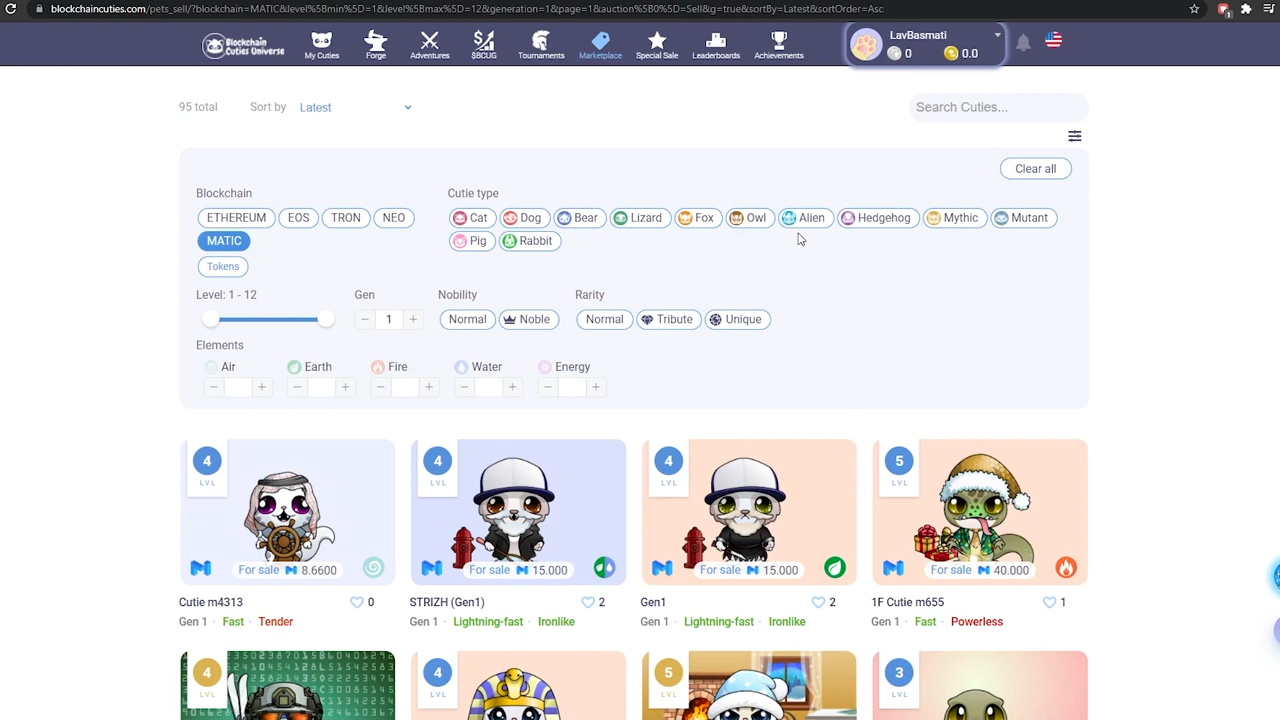 blockchaincuties.com/pets_sell/?blockchain=MATIC&level%5Bmin%5D=1&level%5Bmax%5D=12&generation=1&page=1&auction%5B0%5D=Sell&g=true&sortBy=Latest&sortOrder=Asc
1
Blockchain Cuties Universe
My Cuties
Forge
Adventures
$BCUG
Tournaments
Marketplace
Special Sale
Leaderboards
Achievements
LavBasmati
0 0.0
95 total Sort by Latest
Search Cuties...
Clear all
Blockchain
ETHEREUM EOS TRON NEO
MATIC
Tokens
Cutie type
Cat Dog Bear Lizard Fox Owl Alien Hedgehog Mythic Mutant
Pig Rabbit
Level: 1 - 12
Gen
− 1 +
Nobility
Normal Noble
Rarity
Normal Tribute Unique
Elements
Air Earth Fire Water Energy
− + − + − + − + − +
4 LVL
For sale 8.6600
Cutie m4313 0
Gen 1 · Fast · Tender
4 LVL
For sale 15.000
STRIZH (Gen1) 2
Gen 1 · Lightning-fast · Ironlike
4 LVL
For sale 15.000
Gen1 2
Gen 1 · Lightning-fast · Ironlike
5 LVL
For sale 40.000
1F Cutie m655 1
Gen 1 · Fast · Powerless
4 LVL
4 LVL
5 LVL
3 LVL